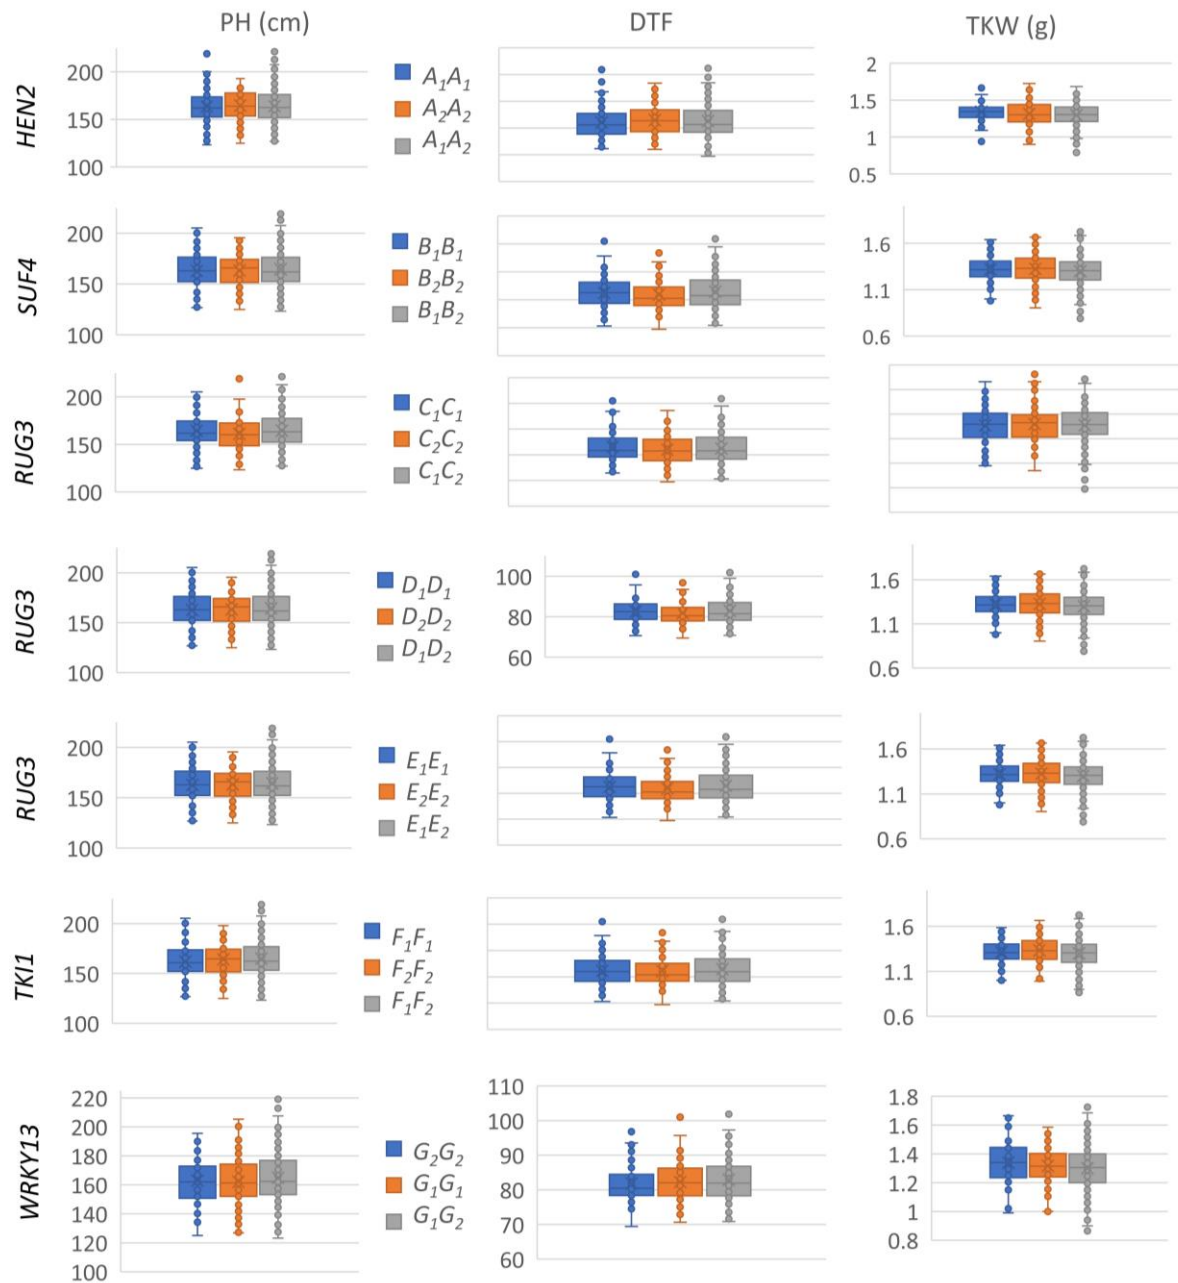 PH (cm) DTF TKW (g)
HEN2
200
150
100
A₁A₁
A₂A₂
A₁A₂
2
1.5
1
0.5
SUF4
200
150
100
B₁B₁
B₂B₂
B₁B₂
1.6
1.1
0.6
RUG3
200
150
100
C₁C₁
C₂C₂
C₁C₂
RUG3
200
150
100
D₁D₁
D₂D₂
D₁D₂
100
80
60
1.6
1.1
0.6
RUG3
200
150
100
E₁E₁
E₂E₂
E₁E₂
1.6
1.1
0.6
TKI1
200
150
100
F₁F₁
F₂F₂
F₁F₂
1.6
1.1
0.6
WRKY13
220
200
180
160
140
120
100
G₂G₂
G₁G₁
G₁G₂
110
100
90
80
70
60
1.8
1.6
1.4
1.2
1
0.8